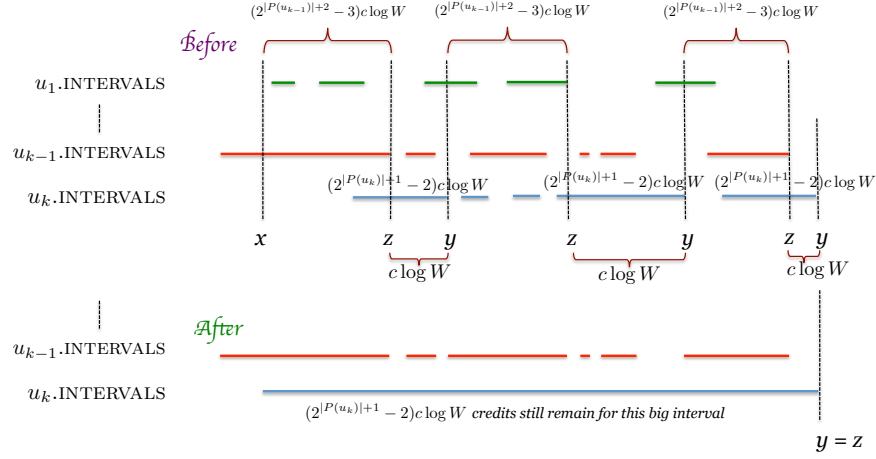 (2^{|P(u_{k-1})|+2} − 3)c log W (2^{|P(u_{k-1})|+2} − 3)c log W (2^{|P(u_{k-1})|+2} − 3)c log W
Before
u_1.INTERVALS
u_{k-1}.INTERVALS
(2^{|P(u_k)|+1} − 2)c log W (2^{|P(u_k)|+1} − 2)c log W (2^{|P(u_k)|+1} − 2)c log W
u_k.INTERVALS
x z y z y z y
c log W c log W c log W
After
u_{k-1}.INTERVALS
u_k.INTERVALS
(2^{|P(u_k)|+1} − 2)c log W credits still remain for this big interval
y = z